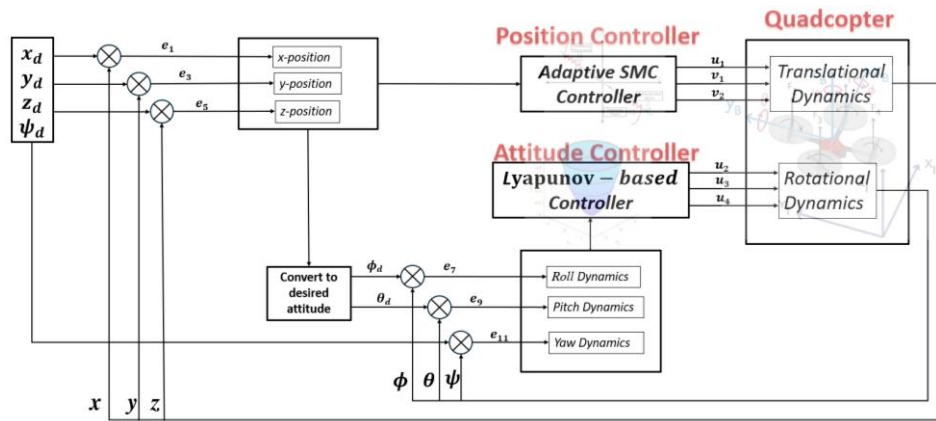 Quadcopter
Position Controller
x_d
y_d
z_d
ψ_d
e_1
e_3
e_5
x-position
y-position
z-position
Adaptive SMC
Controller
u_1
v_1
v_2
Translational
Dynamics
Attitude Controller
Lyapunov − based
Controller
u_2
u_3
u_4
Rotational
Dynamics
y_B
Convert to
desired
attitude
ϕ_d
θ_d
e_7
e_9
e_11
Roll Dynamics
Pitch Dynamics
Yaw Dynamics
ϕ θ ψ
x y z